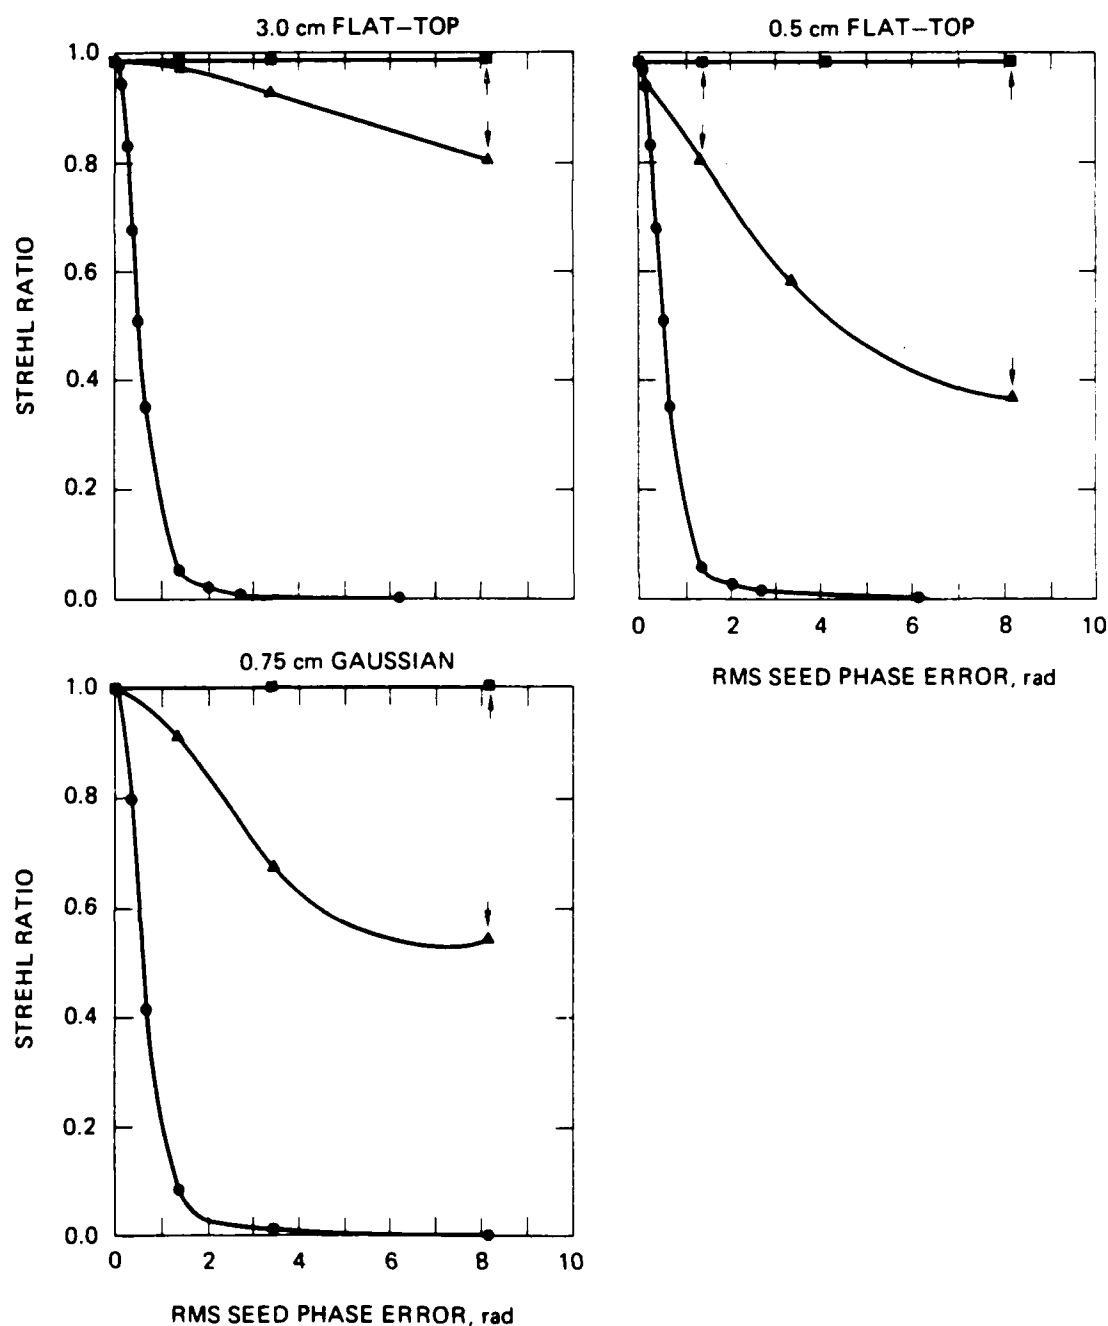 3.0 cm FLAT–TOP
1.0
0.8
0.6
0.4
0.2
0.0
STREHL RATIO
0.5 cm FLAT–TOP
0 2 4 6 8 10
RMS SEED PHASE ERROR, rad
0.75 cm GAUSSIAN
1.0
0.8
0.6
0.4
0.2
0.0
STREHL RATIO
0 2 4 6 8 10
RMS SEED PHASE ERROR, rad